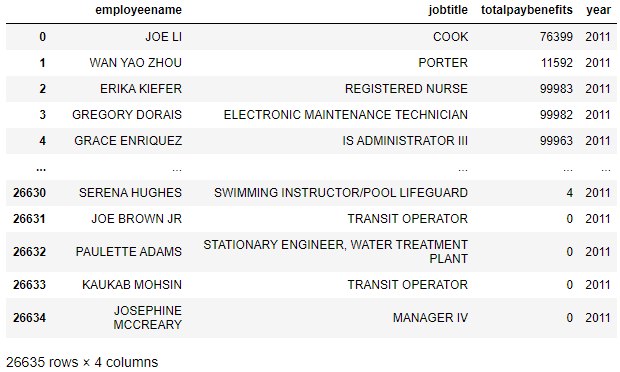 employeename jobtitle totalpaybenefits year
0 JOE LI COOK 76399 2011
1 WAN YAO ZHOU PORTER 11592 2011
2 ERIKA KIEFER REGISTERED NURSE 99983 2011
3 GREGORY DORAIS ELECTRONIC MAINTENANCE TECHNICIAN 99982 2011
4 GRACE ENRIQUEZ IS ADMINISTRATOR III 99963 2011
... ... ... ... ...
26630 SERENA HUGHES SWIMMING INSTRUCTOR/POOL LIFEGUARD 4 2011
26631 JOE BROWN JR TRANSIT OPERATOR 0 2011
26632 PAULETTE ADAMS STATIONARY ENGINEER, WATER TREATMENT
PLANT 0 2011
26633 KAUKAB MOHSIN TRANSIT OPERATOR 0 2011
26634 JOSEPHINE
MCCREARY MANAGER IV 0 2011
26635 rows × 4 columns